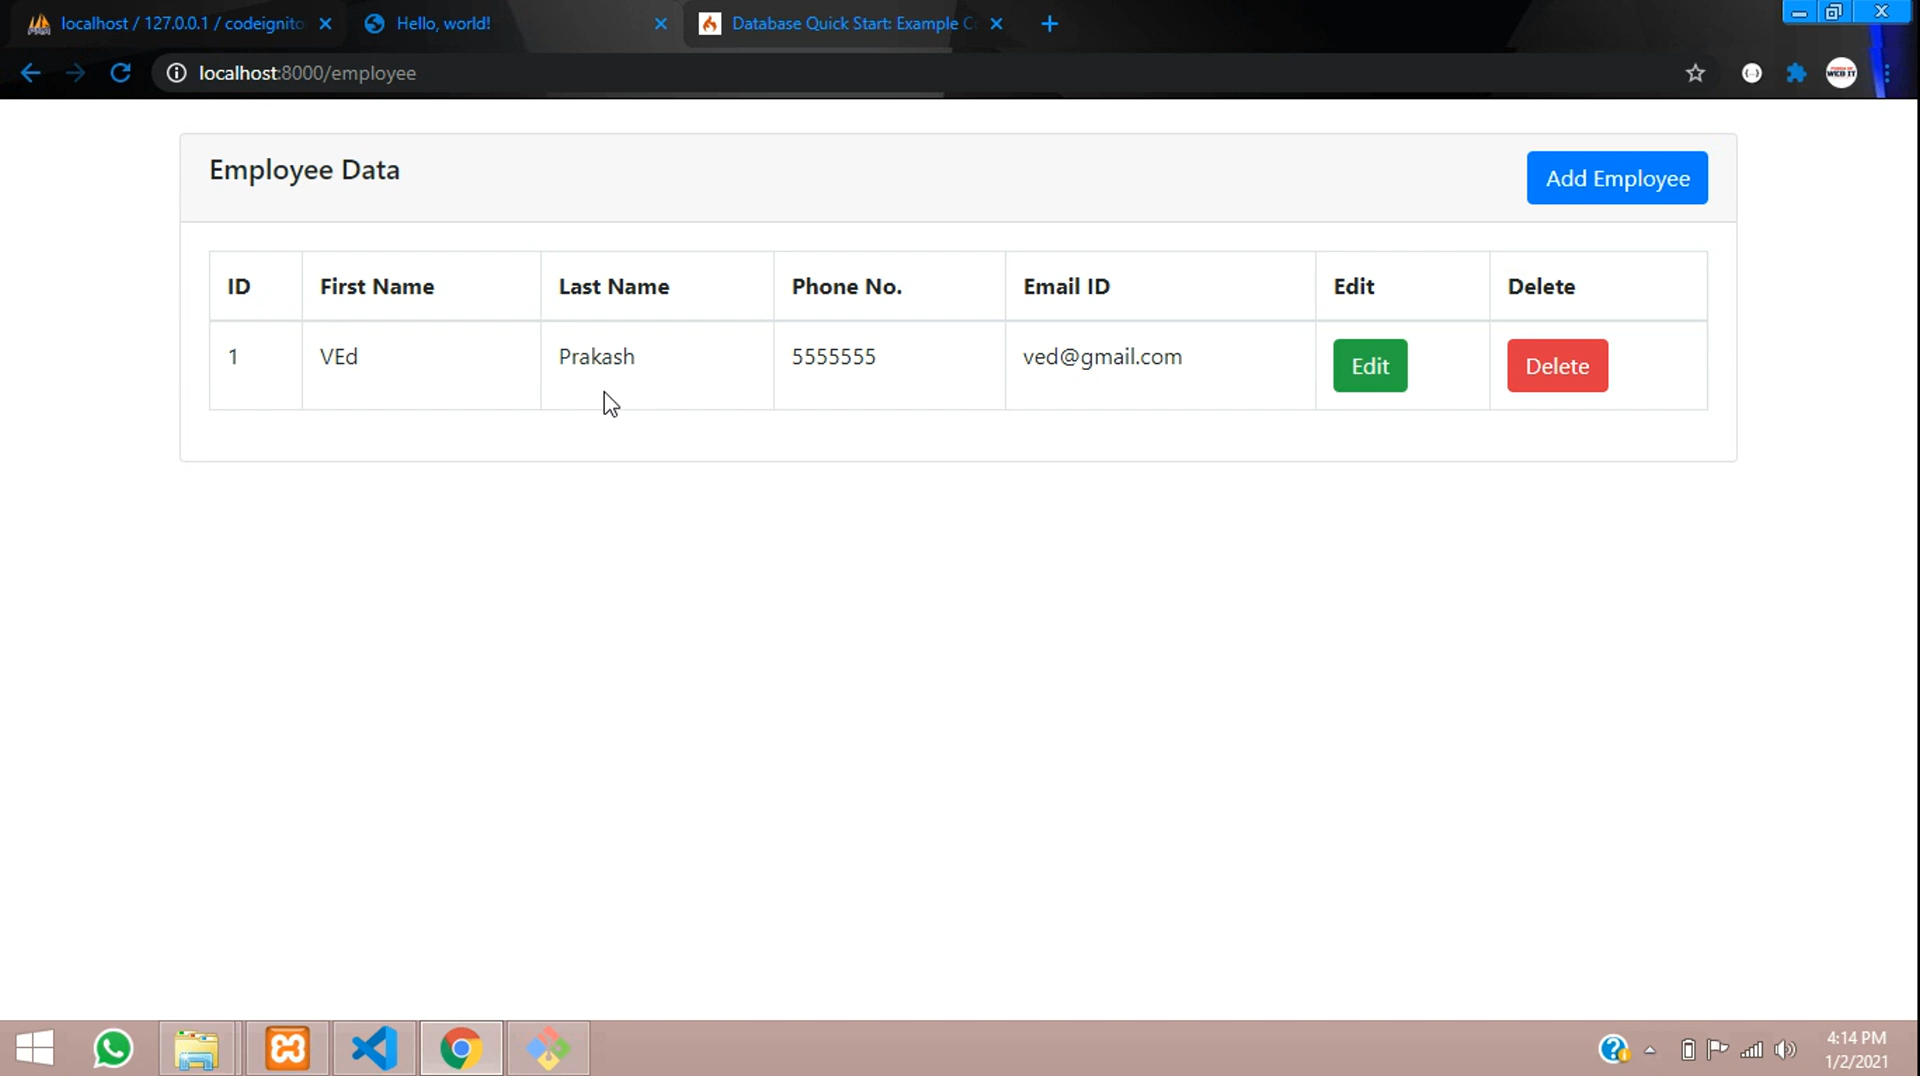 localhost / 127.0.0.1 / codeignito
Hello, world!
Database Quick Start: Example C
localhost:8000/employee
Employee Data
Add Employee
ID First Name Last Name Phone No. Email ID Edit Delete
1 VEd Prakash 5555555 ved@gmail.com Edit Delete
4:14 PM
1/2/2021